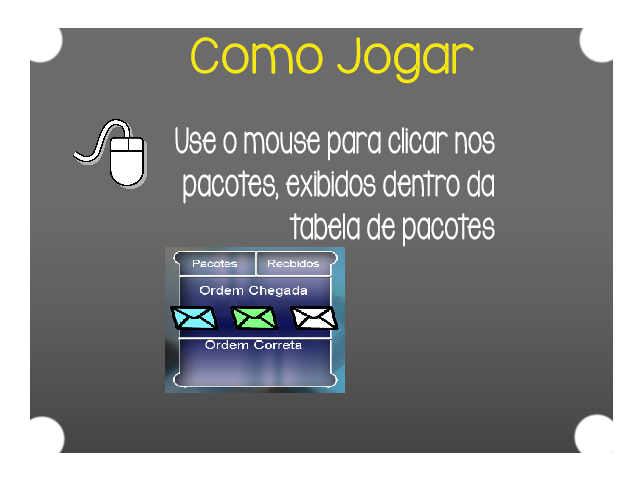 Como Jogar
Use o mouse para clicar nos
pacotes, exibidos dentro da
tabela de pacotes
Pacotes Recbidos
Ordem Chegada
Ordem Correta